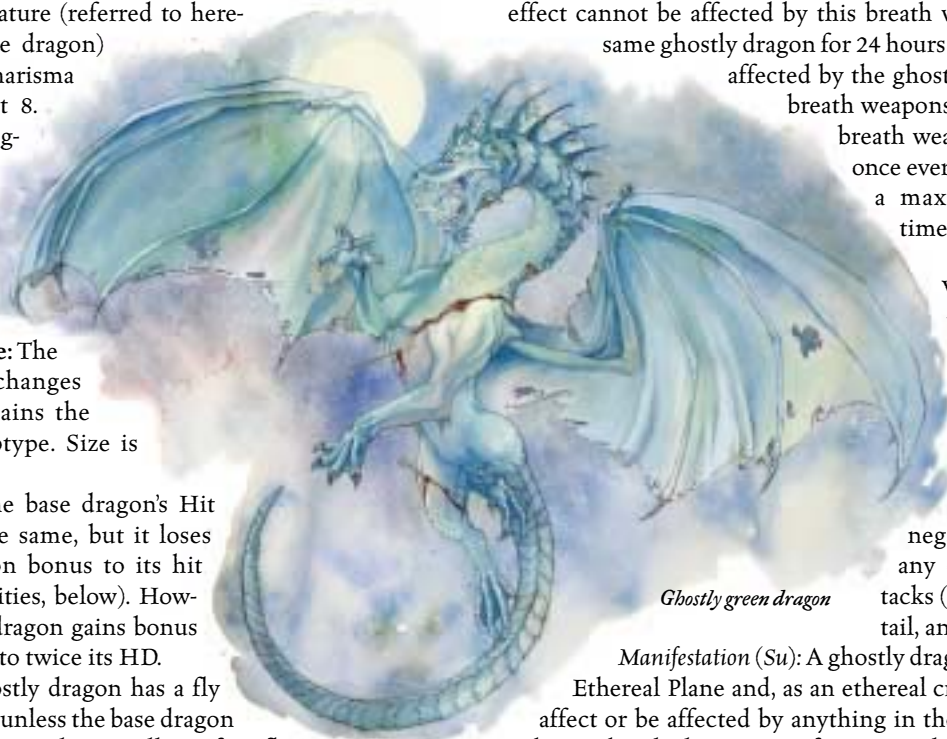 ature (referred to here-
e dragon)
harisma
t 8.
g-
e: The
changes
ains the
otype. Size is
ne base dragon's Hit
e same, but it loses
on bonus to its hit
ities, below). How-
dragon gains bonus
to twice its HD.
ostly dragon has a fly
unless the base dragon
effect cannot be affected by this breath w
same ghostly dragon for 24 hours
affected by the ghost
breath weapons
breath wea
once ever
a max
time
neg
any
tacks (
tail, an
Ghostly green dragon
Manifestation (Su): A ghostly drag
Ethereal Plane and, as an ethereal cr
affect or be affected by anything in the